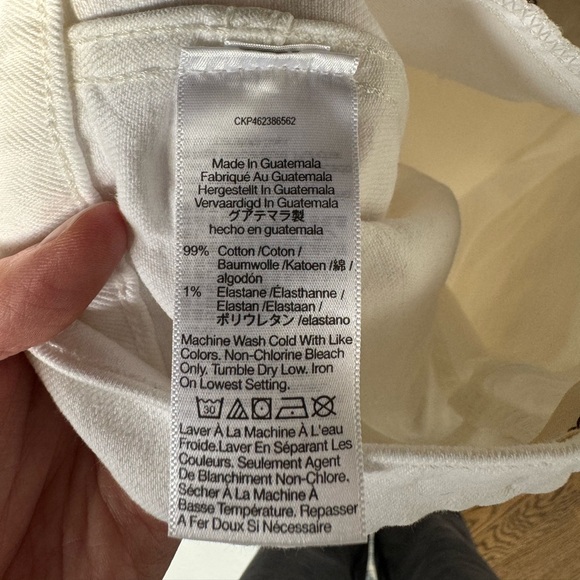 CKP462386562
Made In Guatemala
Fabriqué Au Guatemala
Hergestellt In Guatemala
Vervaardigd In Guatemala
グアテマラ製
hecho en guatemala
99% Cotton /Coton/
Baumwolle /Katoen /綿 /
algodón
1% Elastane /Élasthanne /
Elastan /Elastaan/
ポリウレタン /elastano
Machine Wash Cold With Like
Colors. Non-Chlorine Bleach
Only. Tumble Dry Low. Iron
On Lowest Setting.
30
Laver À La Machine À L'eau
Froide.Laver En Séparant Les
Couleurs. Seulement Agent
De Blanchiment Non-Chlore.
Sécher À La Machine À
Basse Température. Repasser
A Fer Doux Si Nécessaire